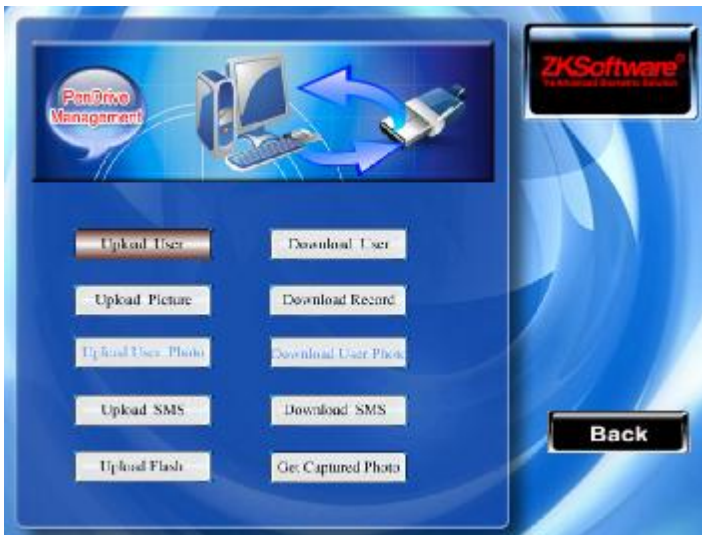 PenDrive
Management
ZKSoftware®
Upload User
Download User
Upload Picture
Download Record
Upload User Photo
Download User Photo
Upload SMS
Download SMS
Upload Flash
Get Captured Photo
Back